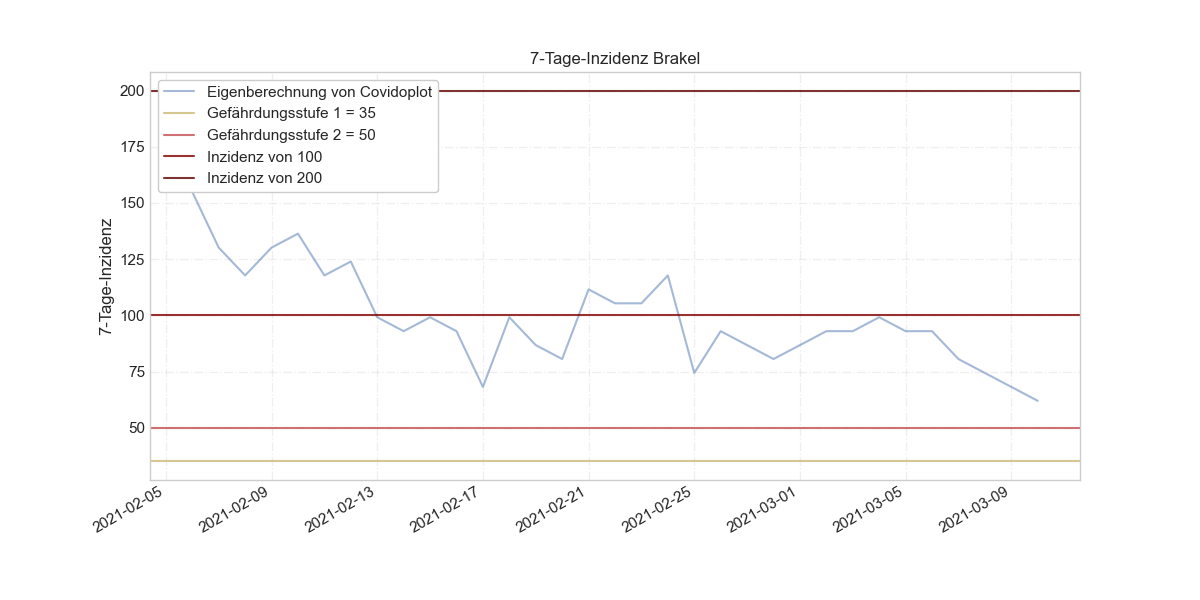 7-Tage-Inzidenz Brakel
Eigenberechnung von Covidoplot
Gefährdungsstufe 1 = 35
Gefährdungsstufe 2 = 50
Inzidenz von 100
Inzidenz von 200
7-Tage-Inzidenz
200
175
150
125
100
75
50
2021-02-05
2021-02-09
2021-02-13
2021-02-17
2021-02-21
2021-02-25
2021-03-01
2021-03-05
2021-03-09